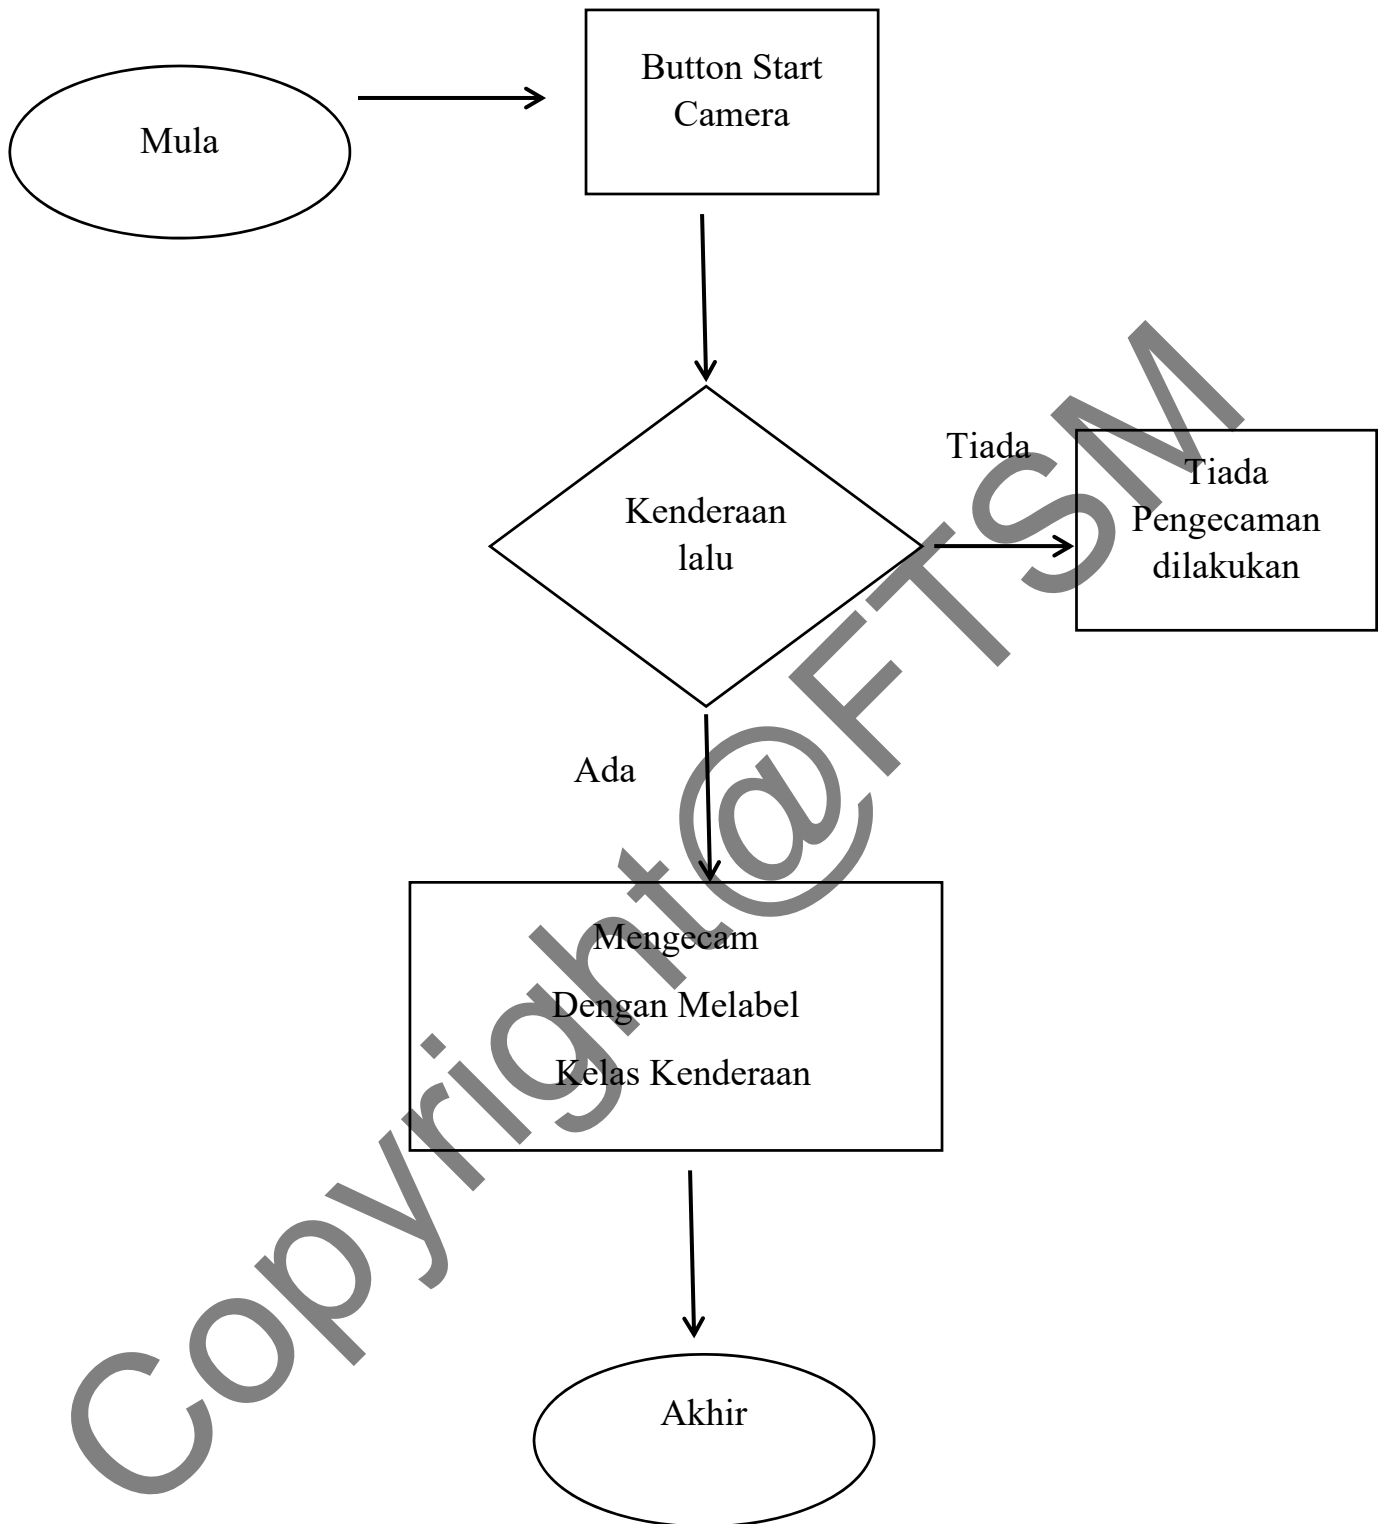 Mula
Button Start
Camera
Kenderaan
lalu
Tiada
Tiada
Pengecaman
dilakukan
Ada
Mengecam
Dengan Melabel
Kelas Kenderaan
Akhir
Copyright@FTSM